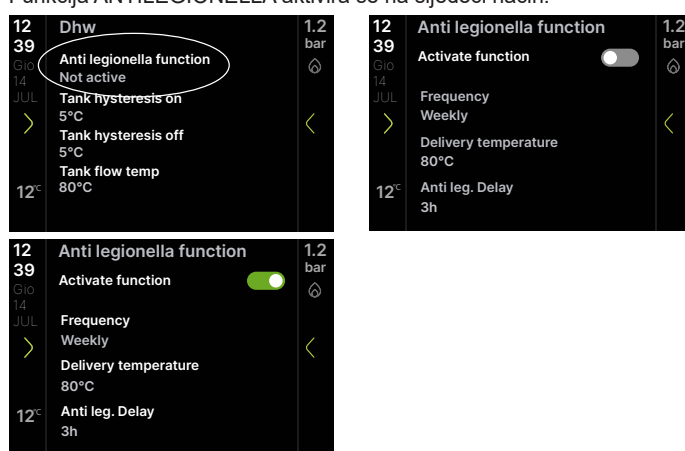 Funkcija ANTILEGIONELLA aktivira se na sljedeći način:
12
39
Gio
14
JUL
12°C
Dhw
Anti legionella function
Not active
Tank hysteresis on
5°C
Tank hysteresis off
5°C
Tank flow temp
80°C
1.2
bar
12
39
Gio
14
JUL
12°C
Anti legionella function
Activate function
Frequency
Weekly
Delivery temperature
80°C
Anti leg. Delay
3h
1.2
bar
12
39
Gio
14
JUL
12°C
Anti legionella function
Activate function
Frequency
Weekly
Delivery temperature
80°C
Anti leg. Delay
3h
1.2
bar